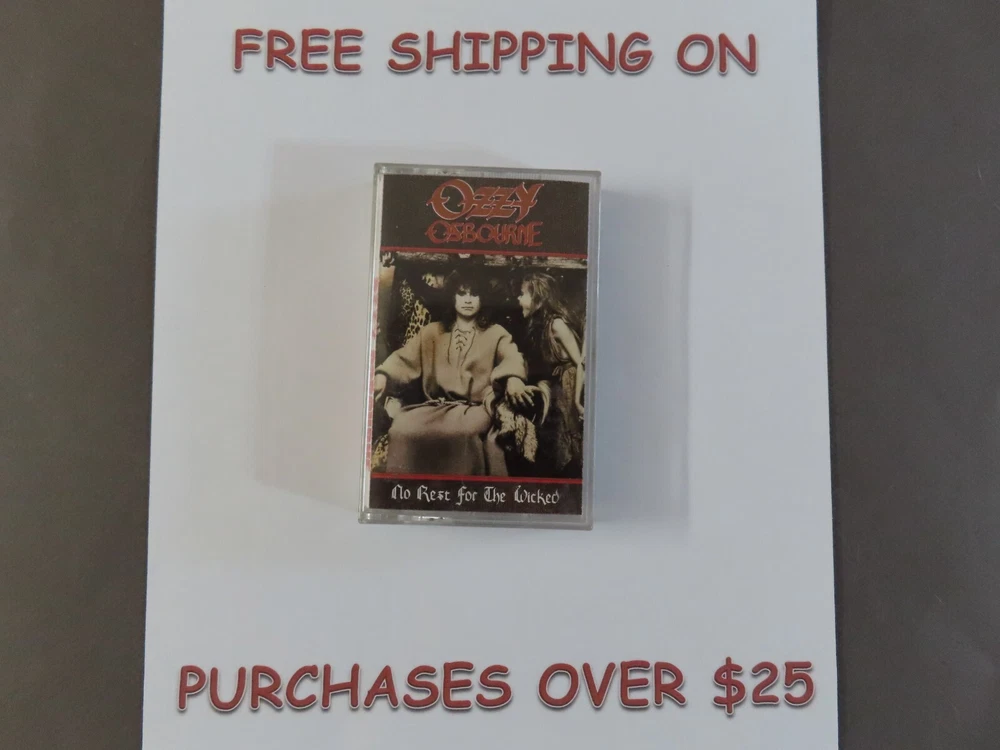 FREE SHIPPING ON
OZZY
OSBOURNE
No Rest for The Wicked
PURCHASES OVER $25